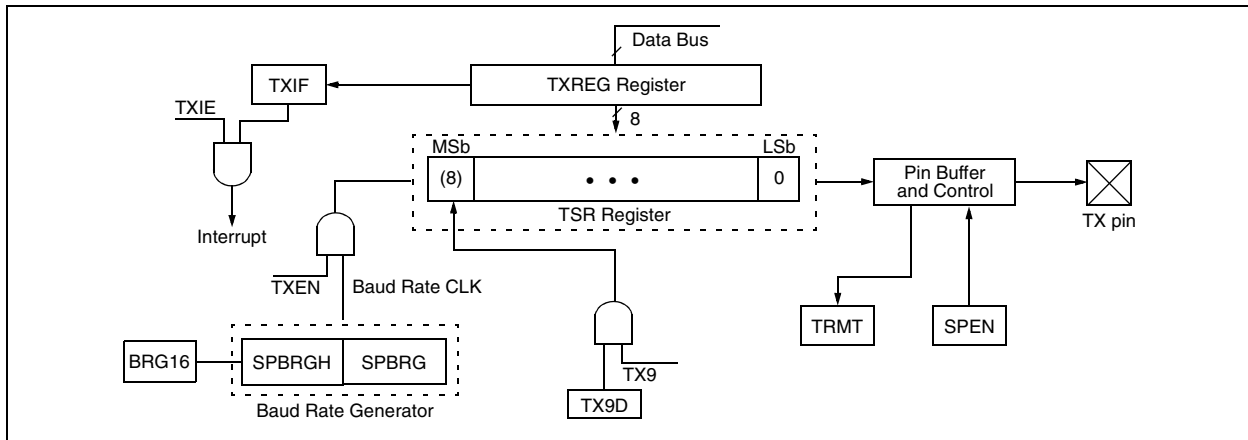 Data Bus
TXIF
TXREG Register
TXIE
8
MSb
LSb
(8)
• • •
0
Pin Buffer
and Control
TSR Register
TX pin
Interrupt
TXEN
Baud Rate CLK
TRMT
SPEN
BRG16
SPBRGH
SPBRG
TX9
Baud Rate Generator
TX9D